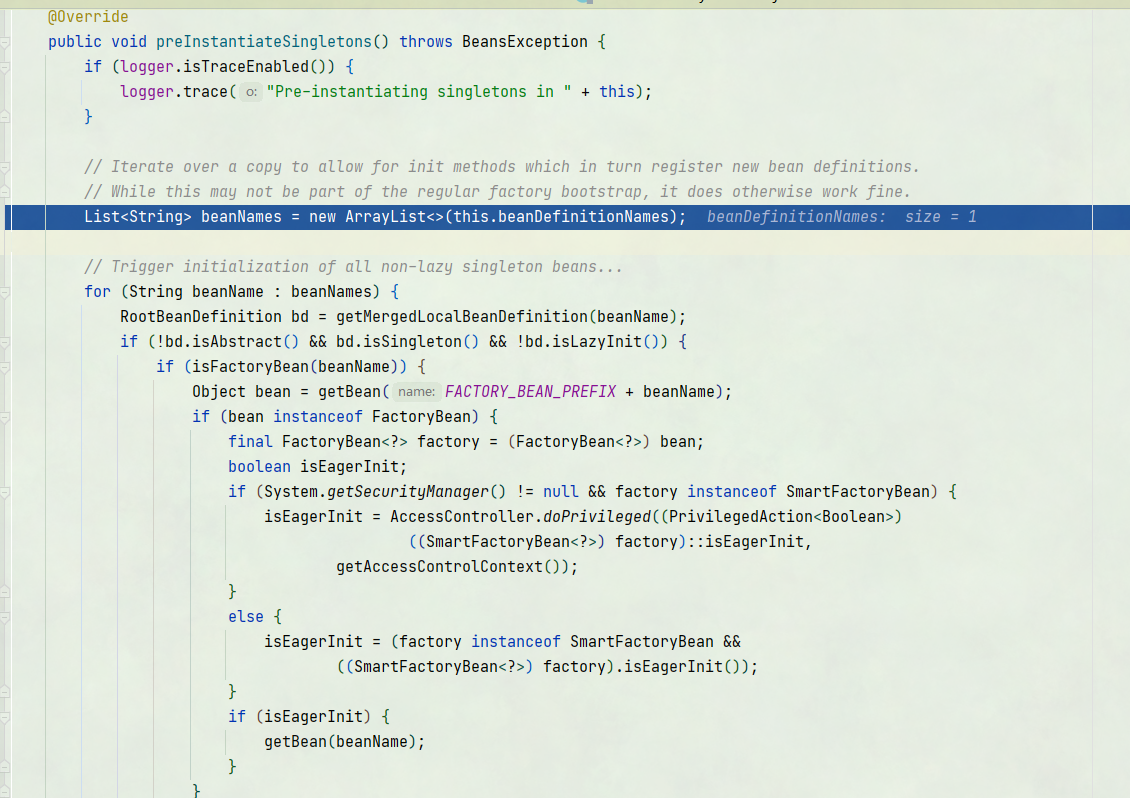 @Override
public void preInstantiateSingletons() throws BeansException {
if (logger.isTraceEnabled()) {
logger.trace( o: "Pre-instantiating singletons in " + this);
}
// Iterate over a copy to allow for init methods which in turn register new bean definitions.
// While this may not be part of the regular factory bootstrap, it does otherwise work fine.
List<String> beanNames = new ArrayList<>(this.beanDefinitionNames); beanDefinitionNames: size = 1
// Trigger initialization of all non-lazy singleton beans...
for (String beanName : beanNames) {
RootBeanDefinition bd = getMergedLocalBeanDefinition(beanName);
if (!bd.isAbstract() && bd.isSingleton() && !bd.isLazyInit()) {
if (isFactoryBean(beanName)) {
Object bean = getBean( name: FACTORY_BEAN_PREFIX + beanName);
if (bean instanceof FactoryBean) {
final FactoryBean<?> factory = (FactoryBean<?>) bean;
boolean isEagerInit;
if (System.getSecurityManager() != null && factory instanceof SmartFactoryBean) {
isEagerInit = AccessController.doPrivileged((PrivilegedAction<Boolean>)
((SmartFactoryBean<?>) factory)::isEagerInit,
getAccessControlContext());
}
else {
isEagerInit = (factory instanceof SmartFactoryBean &&
((SmartFactoryBean<?>) factory).isEagerInit());
}
if (isEagerInit) {
getBean(beanName);
}
}